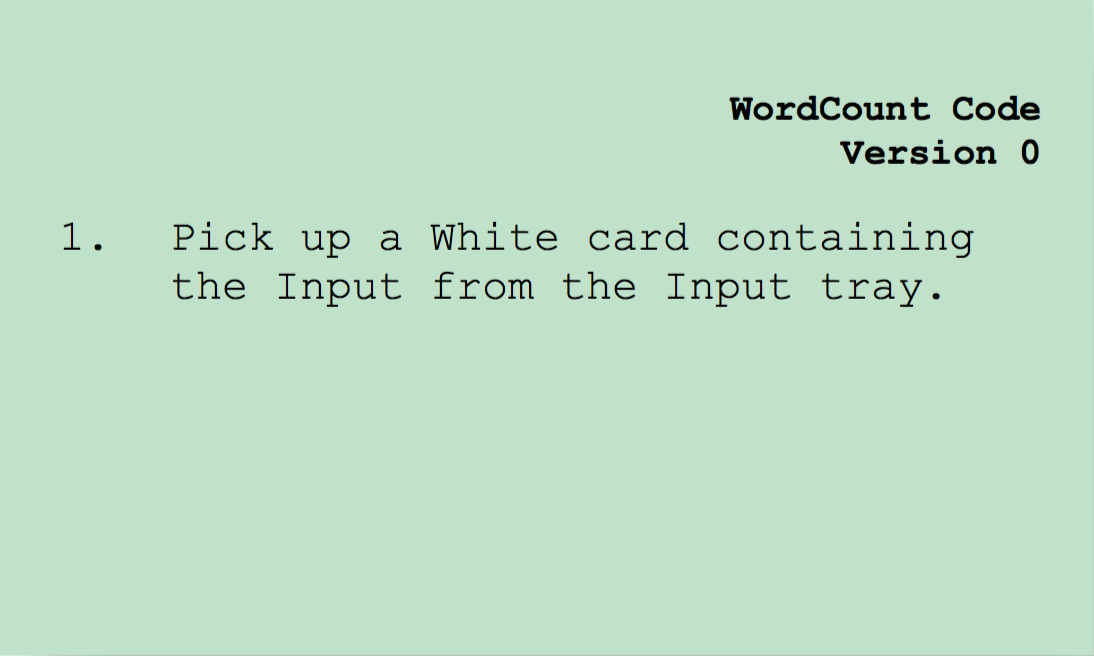 WordCount Code
Version 0
1. Pick up a White card containing
the Input from the Input tray.